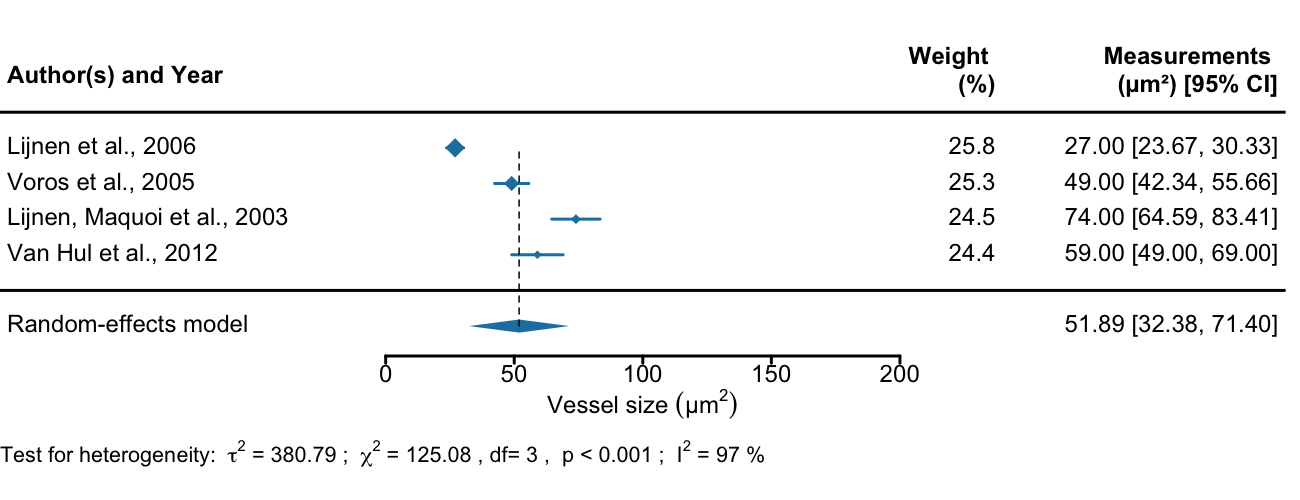 Author(s) and Year Weight (%) Measurements (µm²) [95% CI]
Lijnen et al., 2006 25.8 27.00 [23.67, 30.33]
Voros et al., 2005 25.3 49.00 [42.34, 55.66]
Lijnen, Maquoi et al., 2003 24.5 74.00 [64.59, 83.41]
Van Hul et al., 2012 24.4 59.00 [49.00, 69.00]
Random-effects model 51.89 [32.38, 71.40]
0 50 100 150 200
Vessel size (µm²)
Test for heterogeneity: τ² = 380.79 ; χ² = 125.08 , df= 3 , p < 0.001 ; I² = 97 %